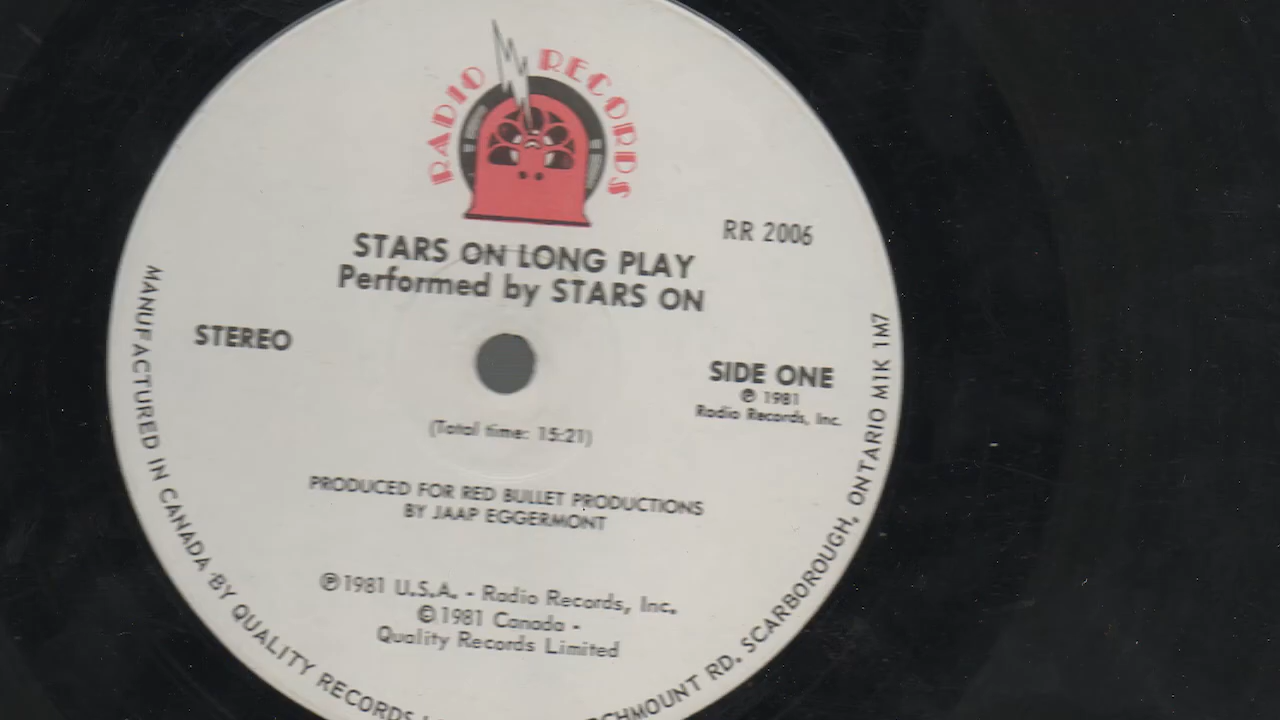 RADIO RECORDS
RR 2006
STARS ON LONG PLAY
Performed by STARS ON
STEREO
SIDE ONE
℗ 1981
Radio Records, Inc.
(Total time: 15:21)
PRODUCED FOR RED BULLET PRODUCTIONS
BY JAAP EGGERMONT
℗ 1981 U.S.A. - Radio Records, Inc.
© 1981 Canada -
Quality Records Limited
MANUFACTURED IN CANADA BY QUALITY RECORDS RD. SCARBOROUGH, ONTARIO M1K 1M7